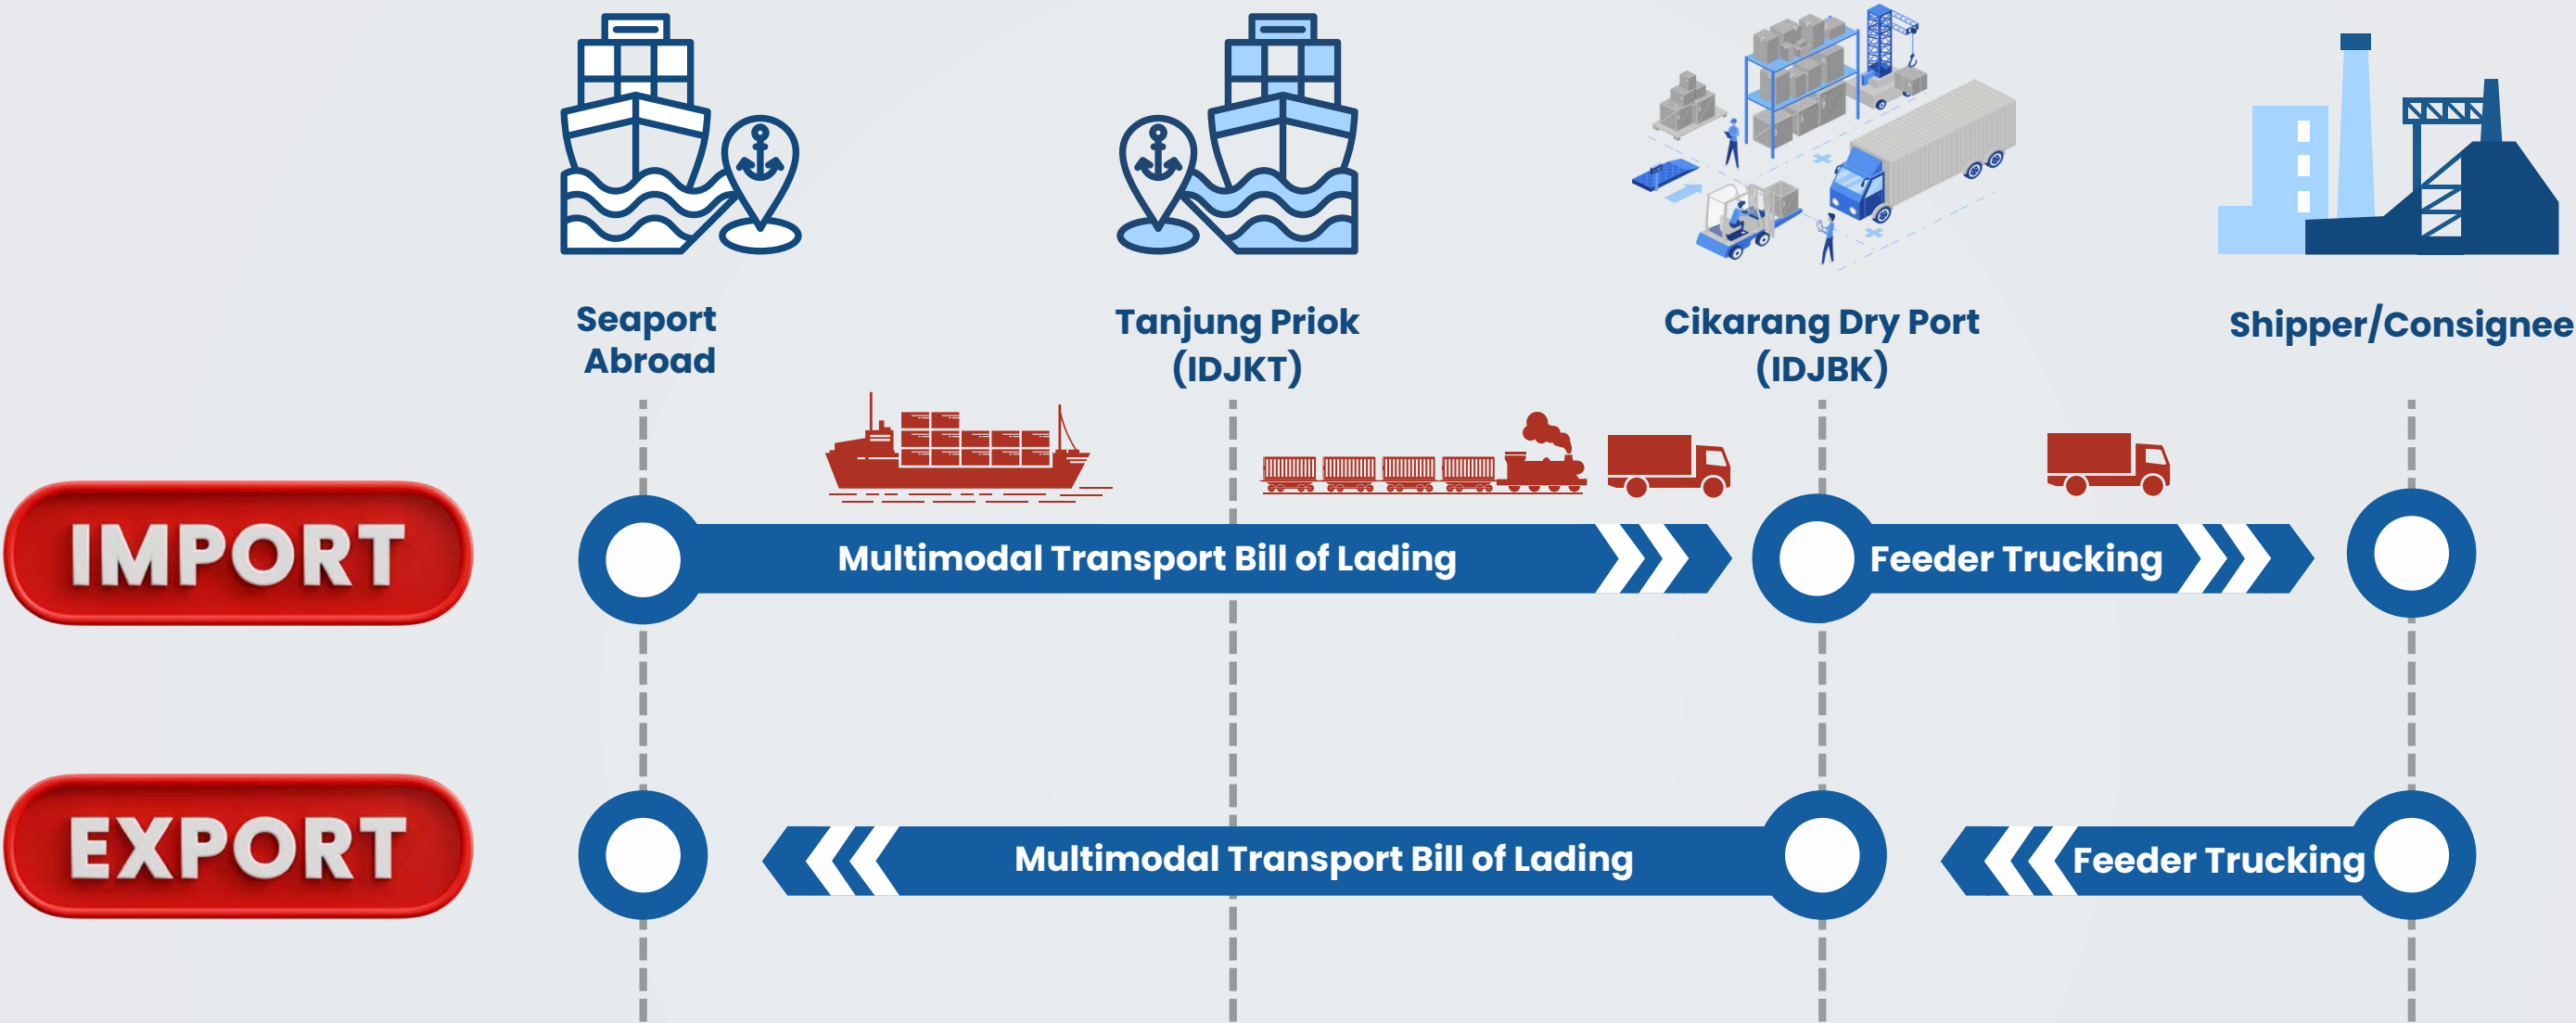 Seaport
Abroad
Tanjung Priok
(IDJKT)
Cikarang Dry Port
(IDJBK)
Shipper/Consignee
IMPORT
Multimodal Transport Bill of Lading
Feeder Trucking
EXPORT
Multimodal Transport Bill of Lading
Feeder Trucking